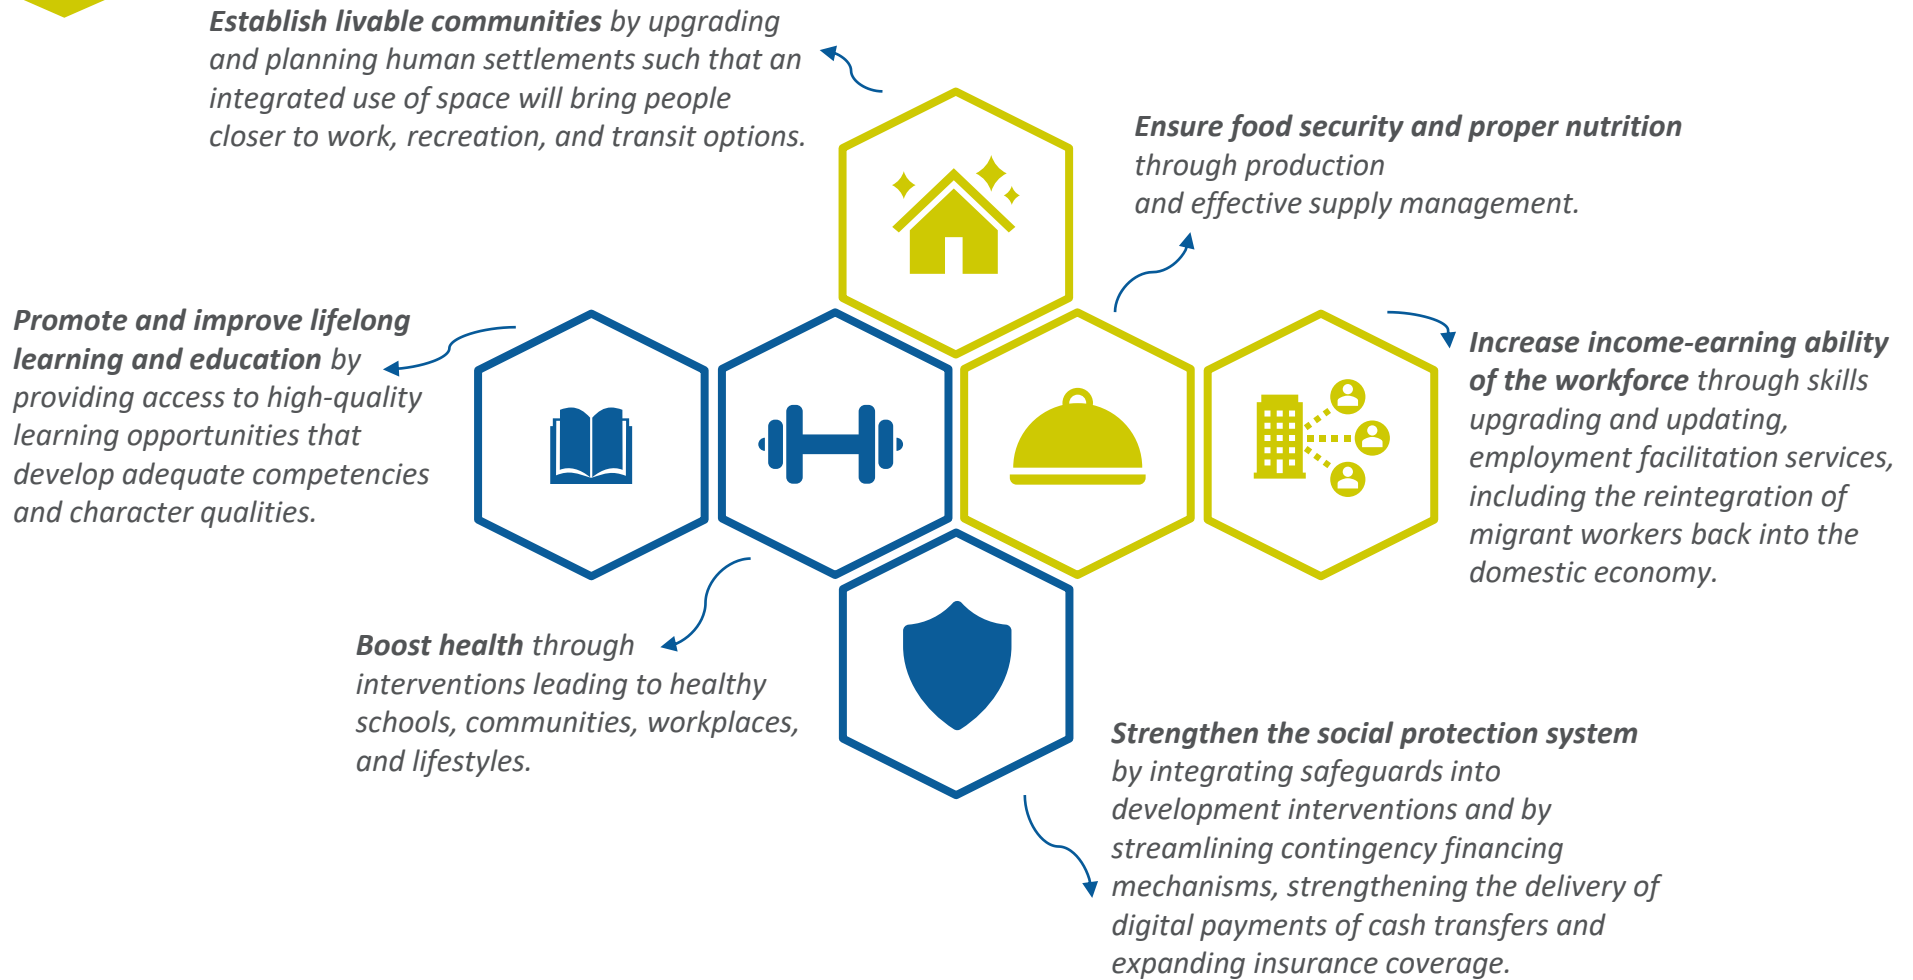 Establish livable communities by upgrading
and planning human settlements such that an
integrated use of space will bring people
closer to work, recreation, and transit options.
Ensure food security and proper nutrition
through production
and effective supply management.
Promote and improve lifelong
learning and education by
providing access to high-quality
learning opportunities that
develop adequate competencies
and character qualities.
Increase income-earning ability
of the workforce through skills
upgrading and updating,
employment facilitation services,
including the reintegration of
migrant workers back into the
domestic economy.
Boost health through
interventions leading to healthy
schools, communities, workplaces,
and lifestyles.
Strengthen the social protection system
by integrating safeguards into
development interventions and by
streamlining contingency financing
mechanisms, strengthening the delivery of
digital payments of cash transfers and
expanding insurance coverage.